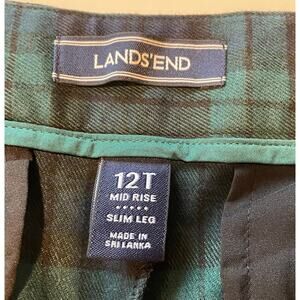 LANDS'END
12T
MID RISE
SLIM LEG
MADE IN
SRI LANKA